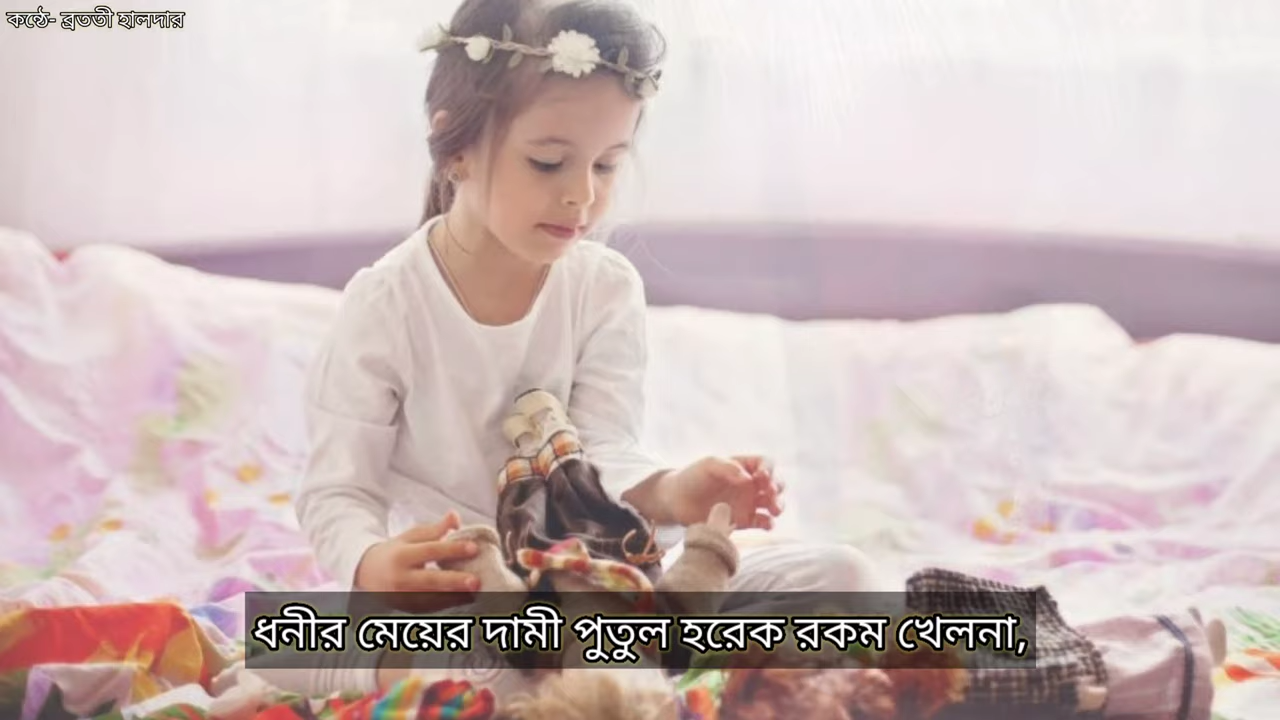 কন্ঠে- ব্রততী হালদার
ধনীর মেয়ের দামী পুতুল হরেক রকম খেলনা,